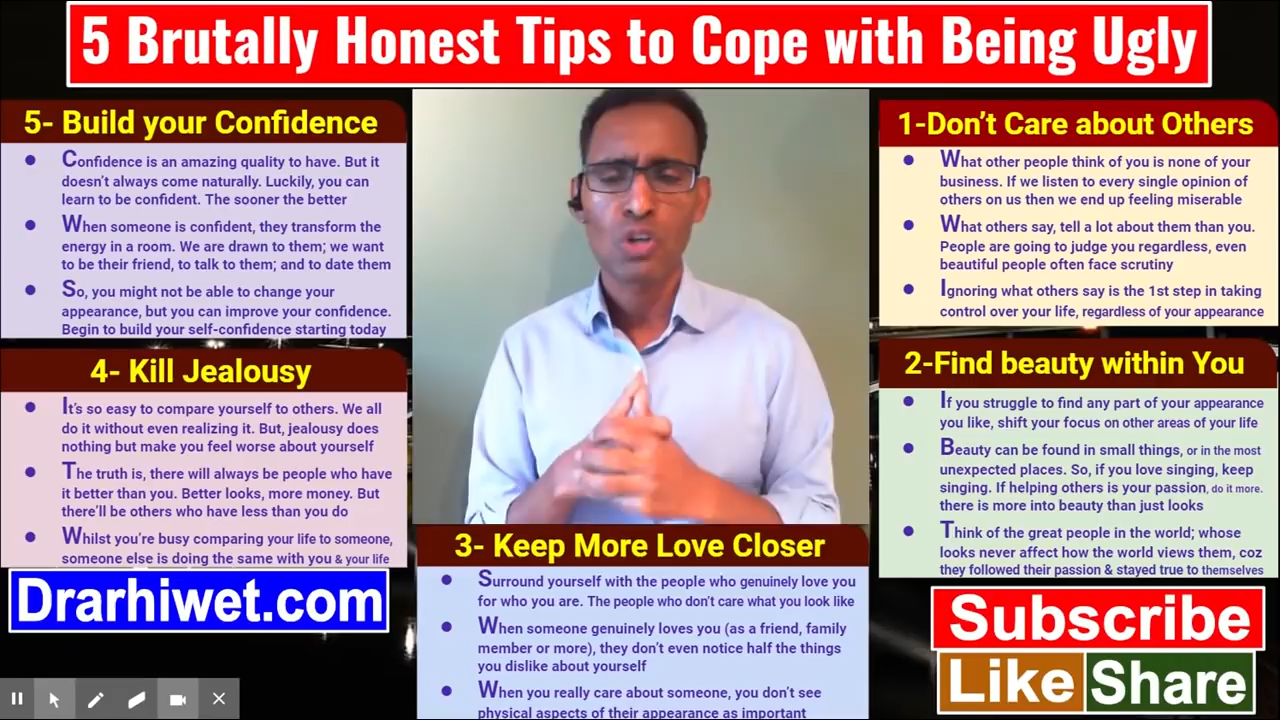 5 Brutally Honest Tips to Cope with Being Ugly
1-Don't Care about Others
What other people think of you is none of your
business. If we listen to every single opinion of
others on us then we end up feeling miserable
What others say, tell a lot about them than you.
People are going to judge you regardless, even
beautiful people often face scrutiny
Ignoring what others say is the 1st step in taking
control over your life, regardless of your appearance
2-Find beauty within You
If you struggle to find any part of your appearance
you like, shift your focus on other areas of your life
Beauty can be found in small things, or in the most
unexpected places. So, if you love singing, keep
singing. If helping others is your passion, do it more.
there is more into beauty than just looks
Think of the great people in the world; whose
looks never affect how the world views them, coz
they followed their passion & stayed true to themselves
3- Keep More Love Closer
Surround yourself with the people who genuinely love you
for who you are. The people who don't care what you look like
When someone genuinely loves you (as a friend, family
member or more), they don't even notice half the things
you dislike about yourself
When you really care about someone, you don't see
physical aspects of their appearance as important
4- Kill Jealousy
It's so easy to compare yourself to others. We all
do it without even realizing it. But, jealousy does
nothing but make you feel worse about yourself
The truth is, there will always be people who have
it better than you. Better looks, more money. But
there'll be others who have less than you do
Whilst you're busy comparing your life to someone,
someone else is doing the same with you & your life
5- Build your Confidence
Confidence is an amazing quality to have. But it
doesn't always come naturally. Luckily, you can
learn to be confident. The sooner the better
When someone is confident, they transform the
energy in a room. We are drawn to them; we want
to be their friend, to talk to them; and to date them
So, you might not be able to change your
appearance, but you can improve your confidence.
Begin to build your self-confidence starting today
Drarhiwet.com
Subscribe
Like Share